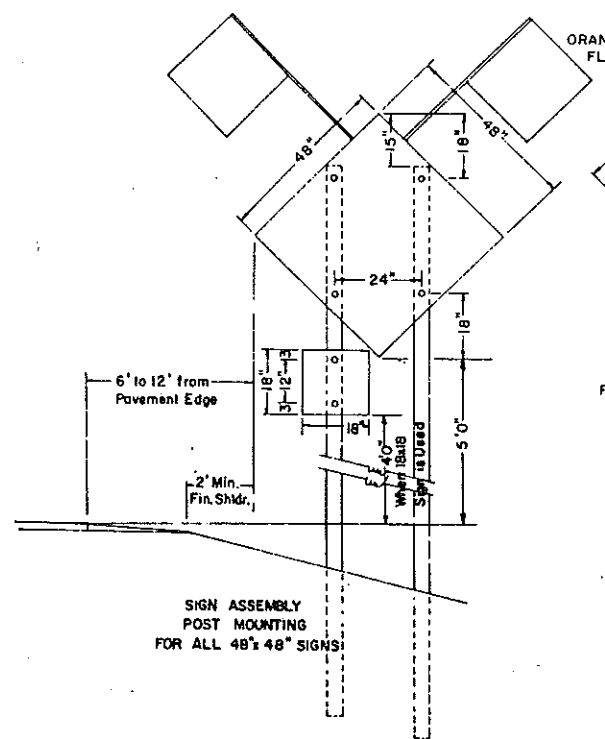 ORAN
FL
48"
48"
15"
18"
24"
18"
18"
3
12"
3
18"
6' to 12' from
Pavement Edge
2' Min.
Fin. Shldr.
4'0"
When 18x18
Sign is Used
5'0"
SIGN ASSEMBLY
POST MOUNTING
FOR ALL 48"x 48" SIGNS